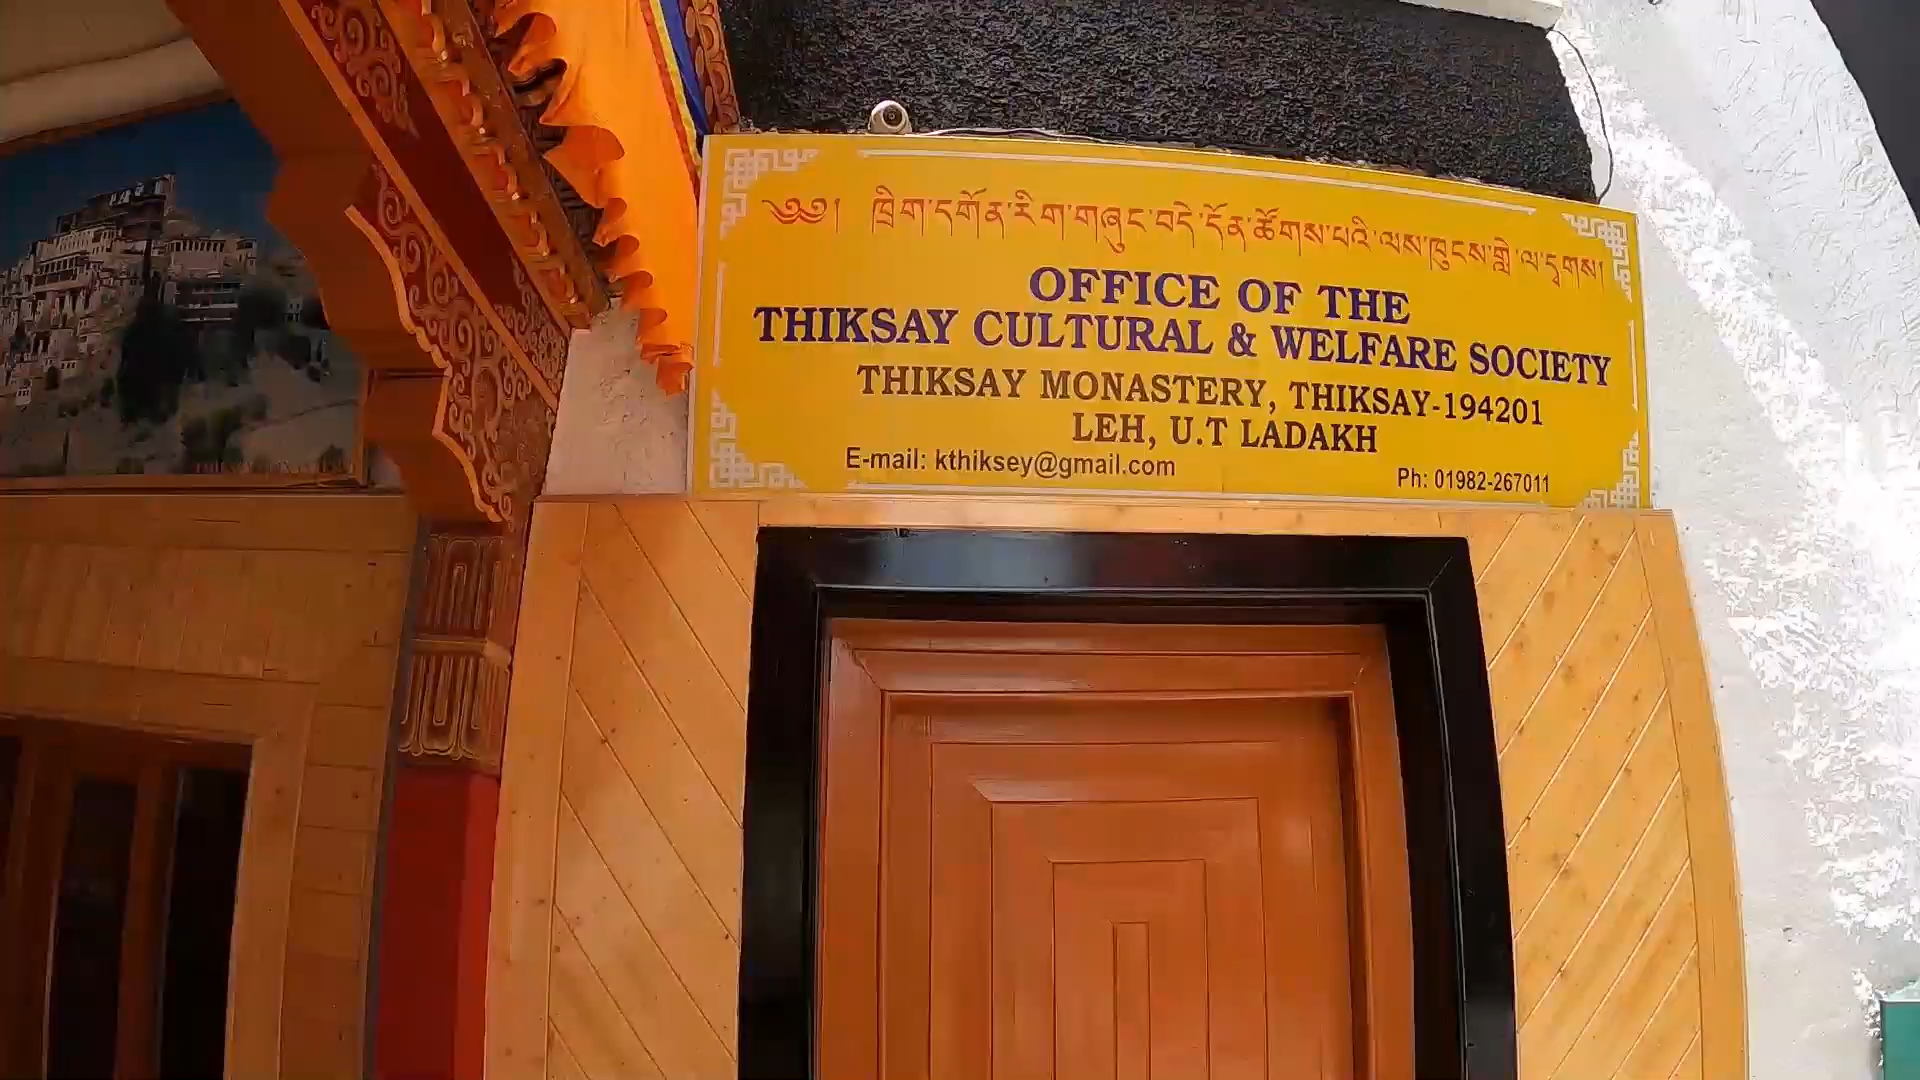 ༄༅། ཁྲིག་དགོན་རིག་གཞུང་བདེ་དོན་ཚོགས་པའི་ལས་ཁུངས་གླེ་ལ་དྭགས།
OFFICE OF THE
THIKSAY CULTURAL & WELFARE SOCIETY
THIKSAY MONASTERY, THIKSAY-194201
LEH, U.T LADAKH
E-mail: kthiksey@gmail.com
Ph: 01982-267011